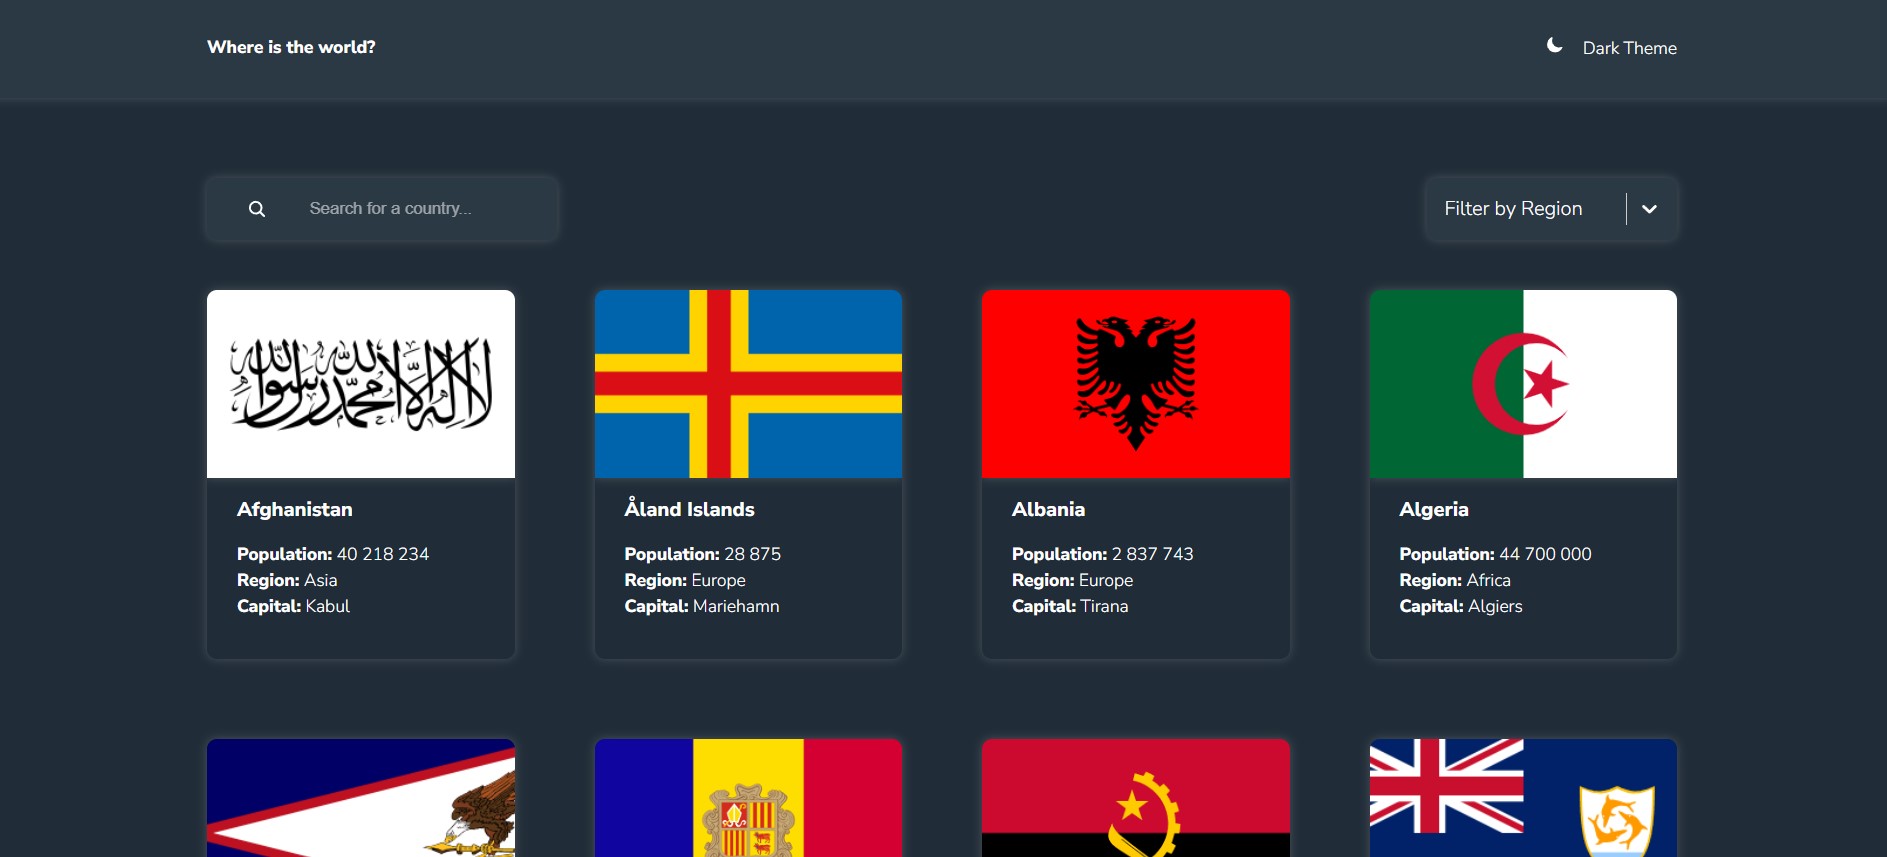 Where is the world?
Dark Theme
Search for a country...
Filter by Region
لا إله إلا الله محمد رسول الله
Afghanistan
Population: 40 218 234
Region: Asia
Capital: Kabul
Åland Islands
Population: 28 875
Region: Europe
Capital: Mariehamn
Albania
Population: 2 837 743
Region: Europe
Capital: Tirana
Algeria
Population: 44 700 000
Region: Africa
Capital: Algiers